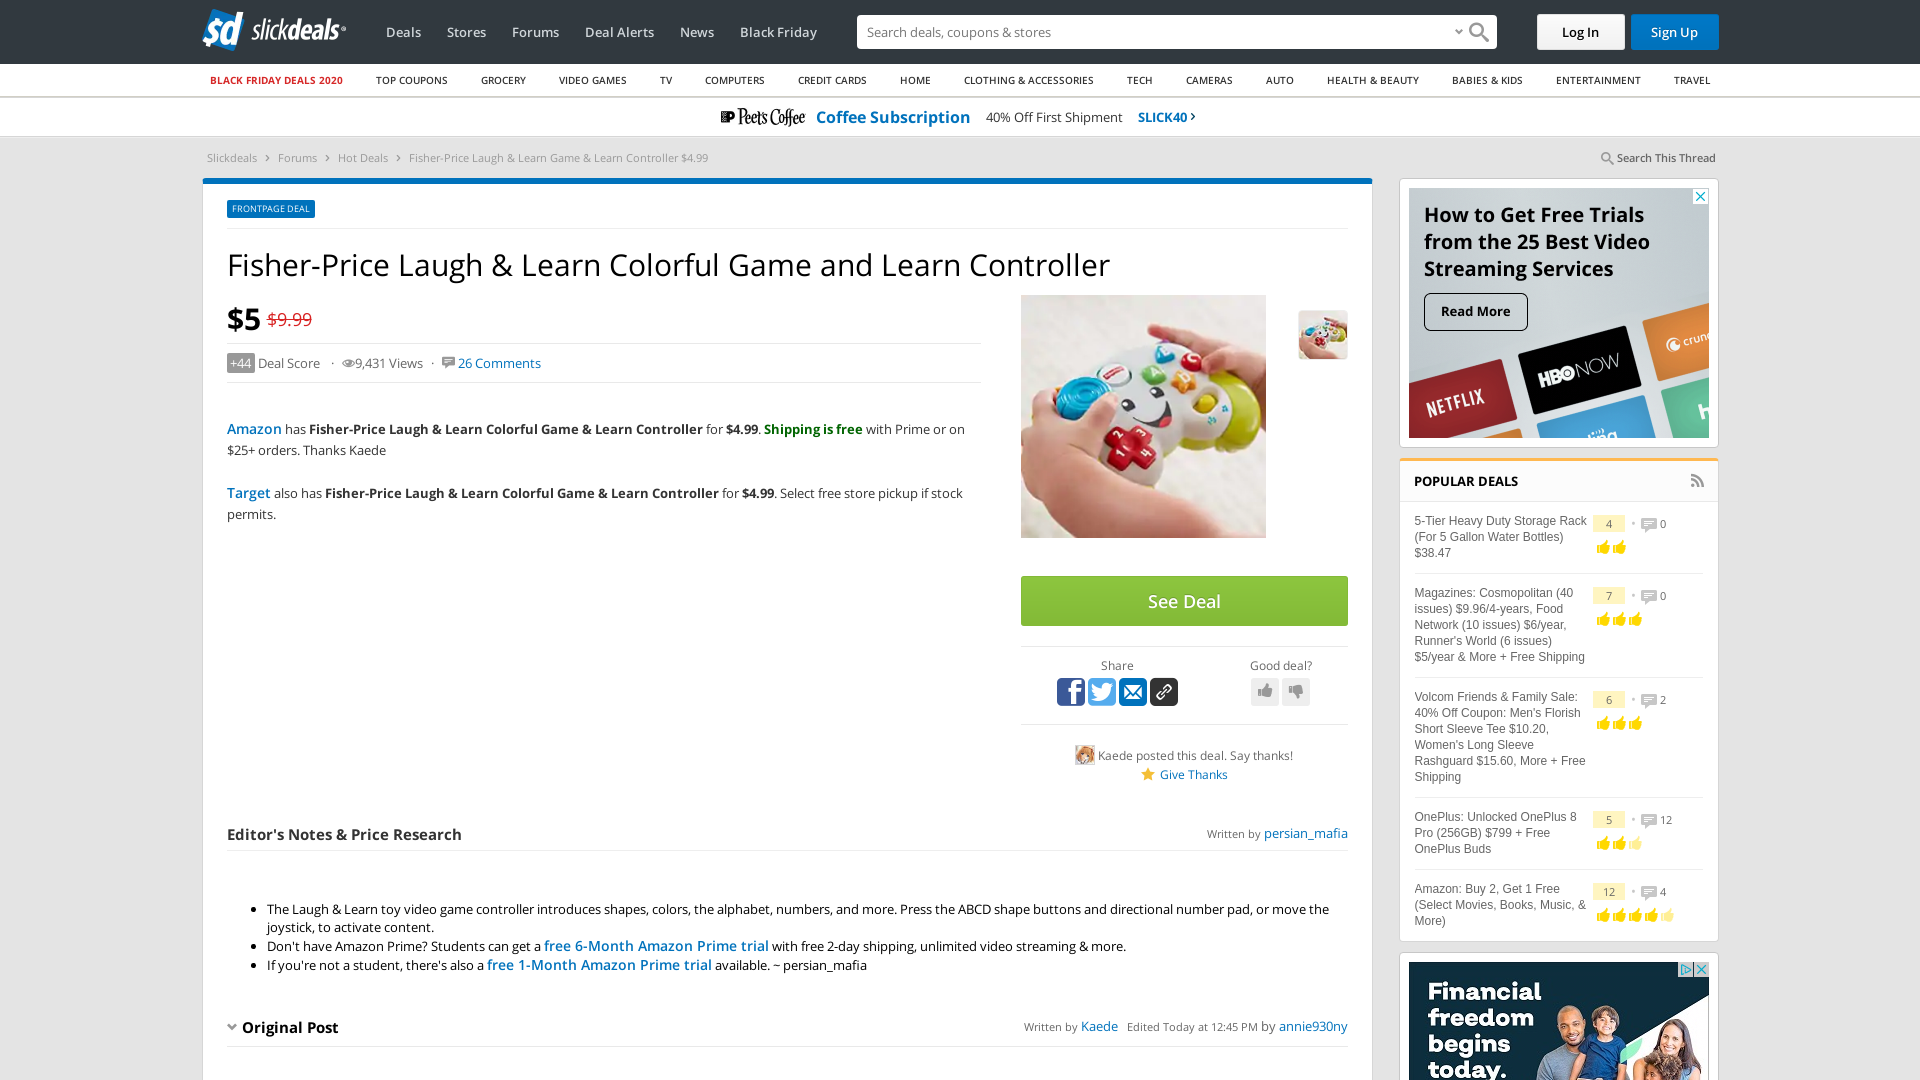 slickdeals
Deals
Stores
Forums
Deal Alerts
News
Black Friday
Search deals, coupons & stores
Log In
Sign Up
BLACK FRIDAY DEALS 2020
TOP COUPONS
GROCERY
VIDEO GAMES
TV
COMPUTERS
CREDIT CARDS
HOME
CLOTHING & ACCESSORIES
TECH
CAMERAS
AUTO
HEALTH & BEAUTY
BABIES & KIDS
ENTERTAINMENT
TRAVEL
Peet's Coffee Coffee Subscription 40% Off First Shipment SLICK40
Slickdeals › Forums › Hot Deals › Fisher-Price Laugh & Learn Game & Learn Controller $4.99
Search This Thread
FRONTPAGE DEAL
Fisher-Price Laugh & Learn Colorful Game and Learn Controller
$5 $9.99
+44 Deal Score · 9,431 Views · 26 Comments
Amazon has Fisher-Price Laugh & Learn Colorful Game & Learn Controller for $4.99. Shipping is free with Prime or on
$25+ orders. Thanks Kaede
Target also has Fisher-Price Laugh & Learn Colorful Game & Learn Controller for $4.99. Select free store pickup if stock
permits.
See Deal
Share
Good deal?
Kaede posted this deal. Say thanks!
Give Thanks
Editor's Notes & Price Research
Written by persian_mafia
The Laugh & Learn toy video game controller introduces shapes, colors, the alphabet, numbers, and more. Press the ABCD shape buttons and directional number pad, or move the
joystick, to activate content.
Don't have Amazon Prime? Students can get a free 6-Month Amazon Prime trial with free 2-day shipping, unlimited video streaming & more.
If you're not a student, there's also a free 1-Month Amazon Prime trial available. ~ persian_mafia
Original Post
Written by Kaede Edited Today at 12:45 PM by annie930ny
How to Get Free Trials
from the 25 Best Video
Streaming Services
Read More
NETFLIX
HBO NOW
crunc
POPULAR DEALS
5-Tier Heavy Duty Storage Rack
(For 5 Gallon Water Bottles)
$38.47
4 • 0
Magazines: Cosmopolitan (40
issues) $9.96/4-years, Food
Network (10 issues) $6/year,
Runner's World (6 issues)
$5/year & More + Free Shipping
7 • 0
Volcom Friends & Family Sale:
40% Off Coupon: Men's Florish
Short Sleeve Tee $10.20,
Women's Long Sleeve
Rashguard $15.60, More + Free
Shipping
6 • 2
OnePlus: Unlocked OnePlus 8
Pro (256GB) $799 + Free
OnePlus Buds
5 • 12
Amazon: Buy 2, Get 1 Free
(Select Movies, Books, Music, &
More)
12 • 4
Financial
freedom
begins
today.